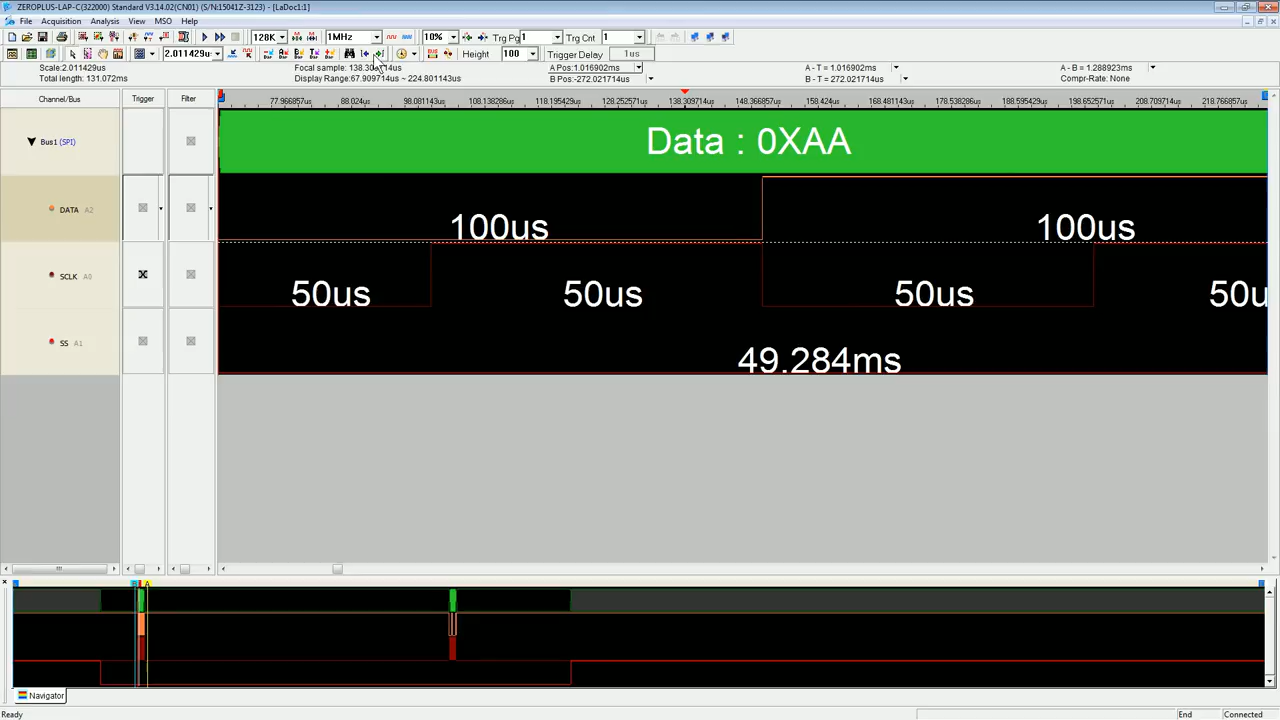 ZEROPLUS-LAP-C(322000) (CN01) Standard V3.14.02(CN01) (S/N:15041Z-3123) - [LaDoc1:1]
File Acquisition Analysis View MSO Help
128K 1MHz 10% Trg Pg 1 Trg Cnt 1
2.011429us Height 100 Trigger Delay 1us
Scale:2.011429us Focal sample: 138.309714us A Pos:1.016902ms A - T = 1.016902ms A - B = 1.288923ms
Total length: 131.072ms Display Range:67.909714us ~ 224.801143us B Pos:-272.021714us B - T = 272.021714us Compr-Rate: None
Channel/Bus Trigger Filter 77.966857us 88.024us 98.081143us 108.138286us 118.195429us 128.252571us 138.309714us 148.366857us 158.424us 168.481143us 178.538286us 188.595429us 198.652571us 208.709714us 218.766857us
Bus1 (SPI) Data : 0XAA
DATA A2 100us 100us
SCLK A0 50us 50us 50us 50u
SS A1 49.284ms
B A
Navigator
Ready End Connected